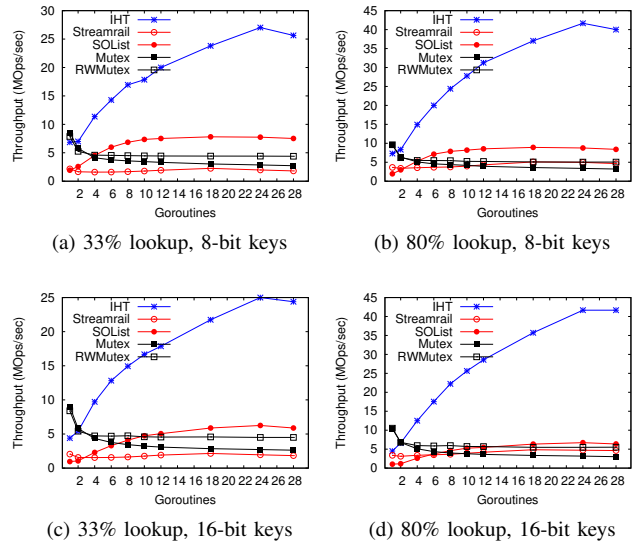 IHT
Streamrail
SOList
Mutex
RWMutex
Throughput (MOps/sec)
30
25
20
15
10
5
0
2 4 6 8 10 12 14 16 18 20 22 24 26 28
Goroutines
(a) 33% lookup, 8-bit keys
IHT
Streamrail
SOList
Mutex
RWMutex
Throughput (MOps/sec)
45
40
35
30
25
20
15
10
5
0
2 4 6 8 10 12 14 16 18 20 22 24 26 28
Goroutines
(b) 80% lookup, 8-bit keys
IHT
Streamrail
SOList
Mutex
RWMutex
Throughput (MOps/sec)
25
20
15
10
5
0
2 4 6 8 10 12 14 16 18 20 22 24 26 28
Goroutines
(c) 33% lookup, 16-bit keys
IHT
Streamrail
SOList
Mutex
RWMutex
Throughput (MOps/sec)
45
40
35
30
25
20
15
10
5
0
2 4 6 8 10 12 14 16 18 20 22 24 26 28
Goroutines
(d) 80% lookup, 16-bit keys